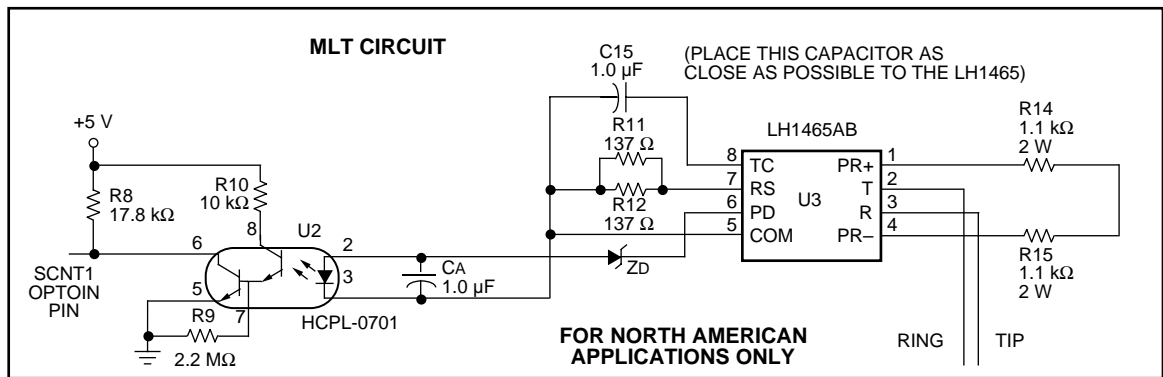 MLT CIRCUIT
C15
1.0 µF
(PLACE THIS CAPACITOR AS
CLOSE AS POSSIBLE TO THE LH1465)
+5 V
R8
17.8 kΩ
R10
10 kΩ
8
U2
6
5
7
2
3
SCNT1
OPTOIN
PIN
R9
2.2 MΩ
HCPL-0701
CA
1.0 µF
R11
137 Ω
R12
137 Ω
ZD
LH1465AB
8 TC PR+ 1
7 RS T 2
U3
6 PD R 3
5 COM PR– 4
R14
1.1 kΩ
2 W
R15
1.1 kΩ
2 W
FOR NORTH AMERICAN
APPLICATIONS ONLY
RING TIP